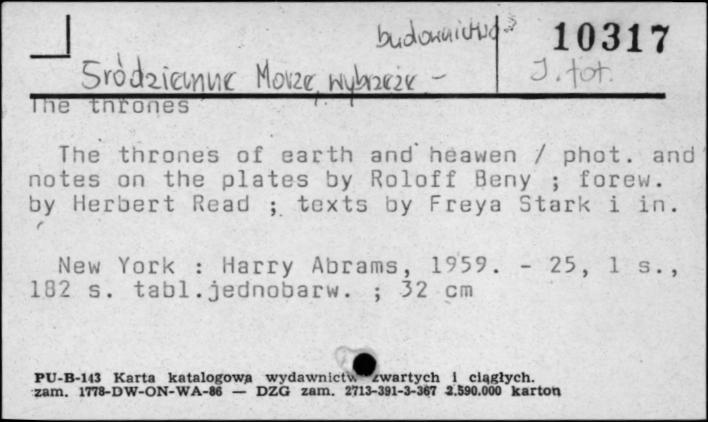 budownictwo 10317
Śródziemne Morze, wybrzeże - J. fot.
The thrones
The thrones of earth and heawen / phot. and
notes on the plates by Roloff Beny ; forew.
by Herbert Read ; texts by Freya Stark i in.
New York : Harry Abrams, 1959. - 25, 1 s.,
182 s. tabl.jednobarw. ; 32 cm
PU-B-143 Karta katalogowa wydawnictw zwartych i ciągłych.
zam. 1778-DW-ON-WA-86 — DZG zam. 2713-391-3-367 2.590.000 karton